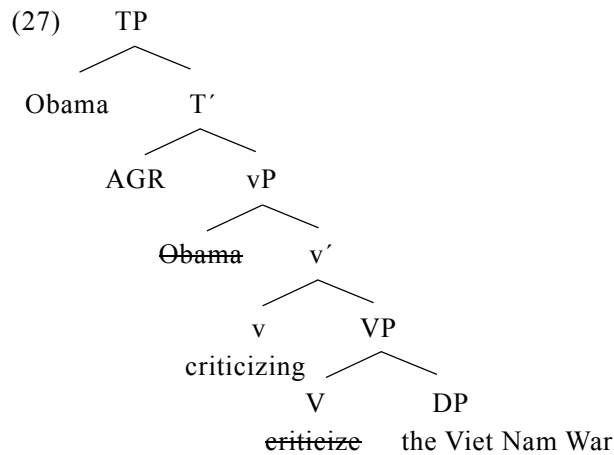 (27) TP
Obama T´
AGR vP
Obama v´
v VP
criticizing
V DP
criticize the Viet Nam War